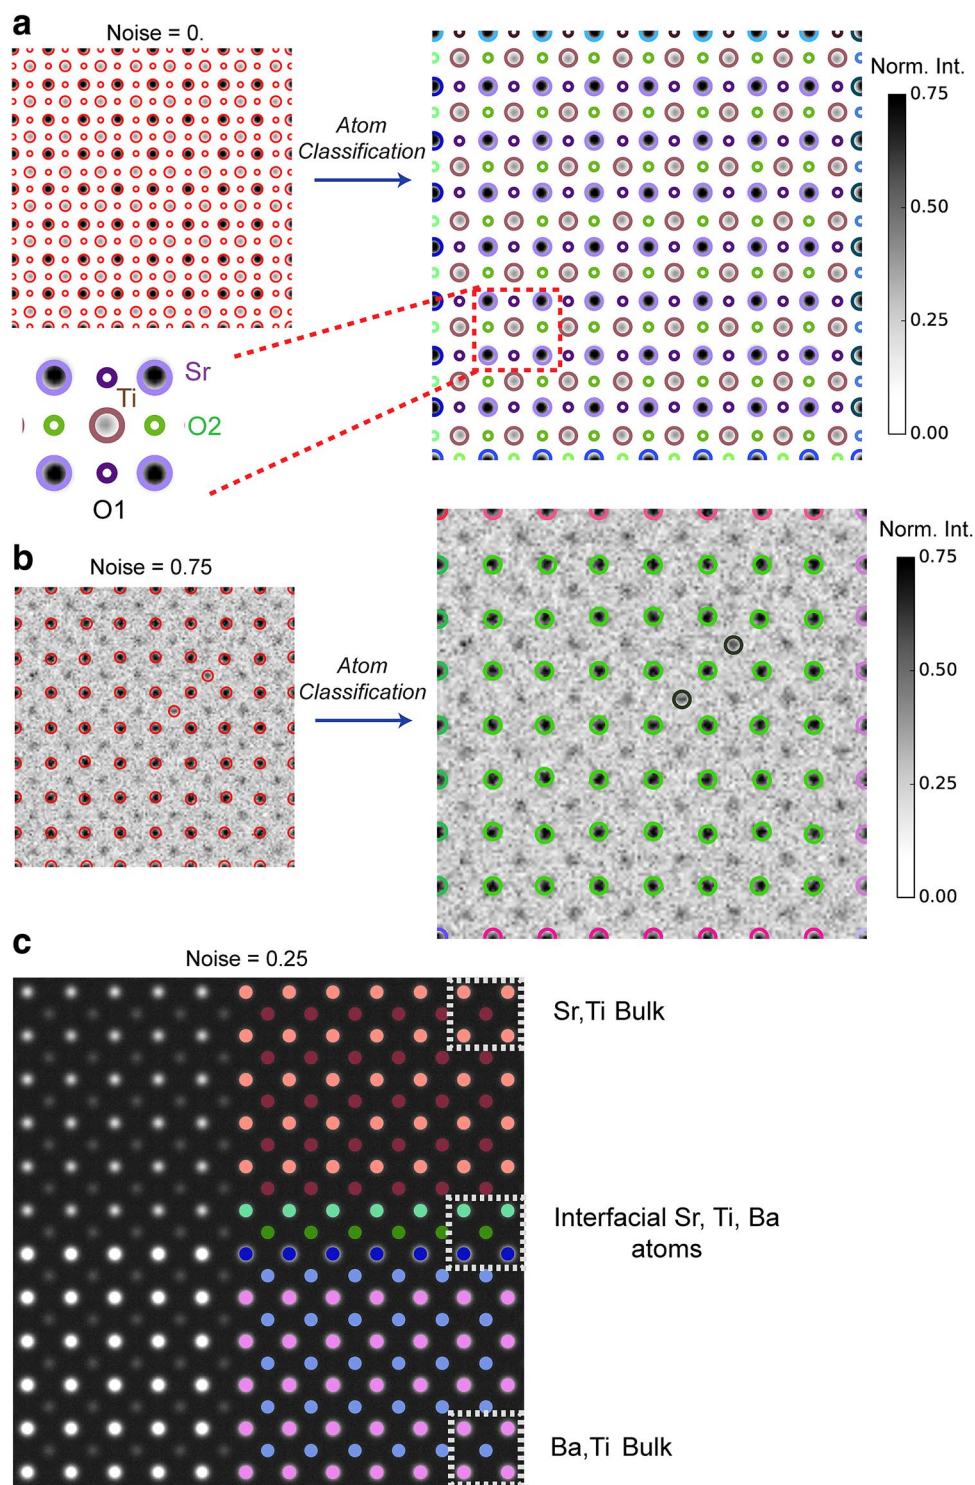 a
Noise = 0.
Atom
Classification
Norm. Int.
0.75
0.50
0.25
0.00
Sr
Ti
O2
O1
b
Noise = 0.75
Atom
Classification
Norm. Int.
0.75
0.50
0.25
0.00
c
Noise = 0.25
Sr,Ti Bulk
Interfacial Sr, Ti, Ba
atoms
Ba,Ti Bulk